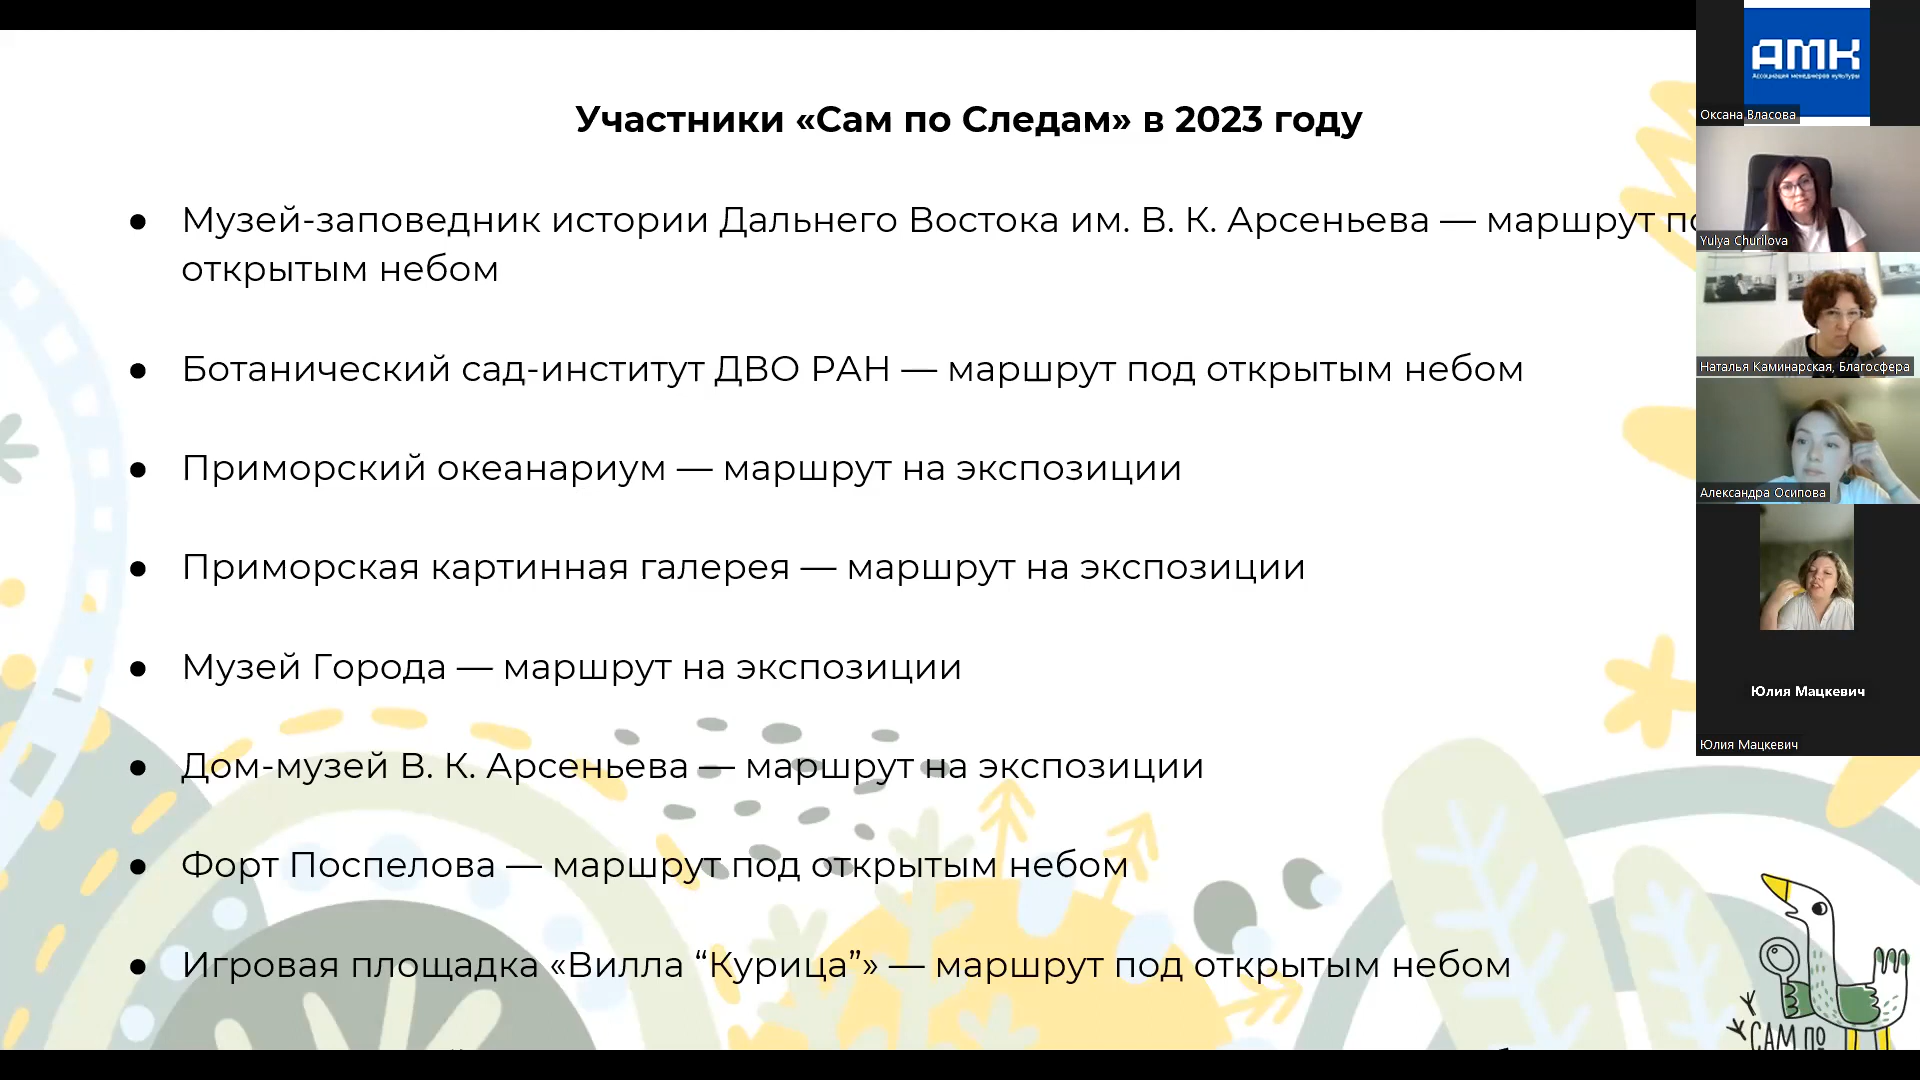 Участники «Сам по Следам» в 2023 году
● Музей-заповедник истории Дальнего Востока им. В. К. Арсеньева — маршрут
открытым небом
● Ботанический сад-институт ДВО РАН — маршрут под открытым небом
● Приморский океанариум — маршрут на экспозиции
● Приморская картинная галерея — маршрут на экспозиции
● Музей Города — маршрут на экспозиции
● Дом-музей В. К. Арсеньева — маршрут на экспозиции
● Форт Поспелова — маршрут под открытым небом
● Игровая площадка «Вилла “Курица”» — маршрут под открытым небом
САМ ПО
АМК
Ассоциация менеджеров культуры
Оксана Власова
Yulya Churilova
Наталья Каминарская, Благосфера
Александра Осипова
Юлия Мацкевич
Юлия Мацкевич